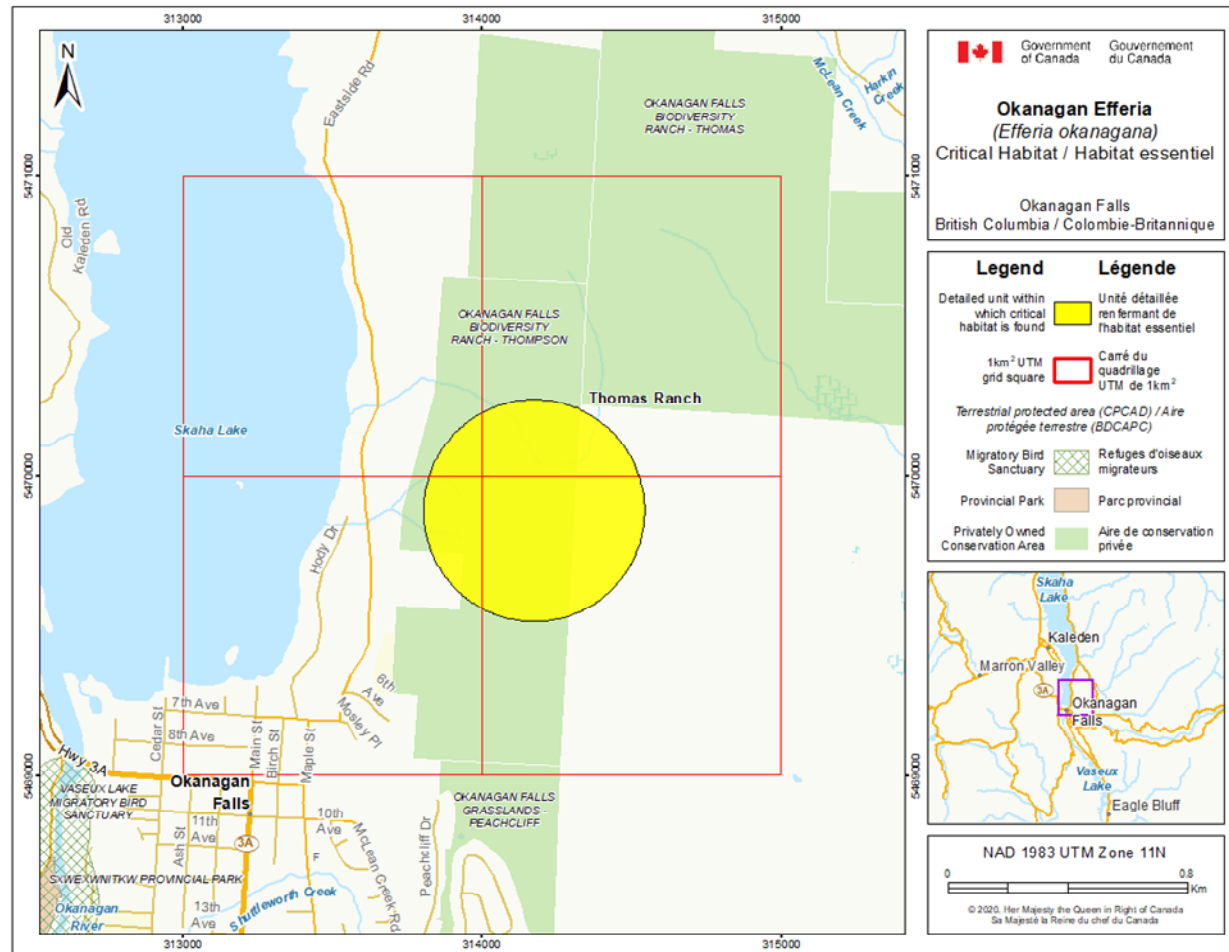 313000
314000
315000
5471000
5470000
5469000
5471000
5470000
5469000
313000
314000
315000
N
Eastside Rd
McLean Creek
Harkin Creek
OKANAGAN FALLS
BIODIVERSITY
RANCH - THOMAS
Old
Kaleden Rd
OKANAGAN FALLS
BIODIVERSITY
RANCH - THOMPSON
Thomas Ranch
Skaha Lake
Hody Dr
6th
Ave
Mosley Pl
7th Ave
8th Ave
Cedar St
Main St
Birch St
Maple St
Hwy 3A
Okanagan
Falls
VASEUX LAKE
MIGRATORY BIRD
SANCTUARY
OKANAGAN FALLS
GRASSLANDS -
PEACHCLIFF
11th
Ave
10th
Ave
Ash St
3A
F
McLean Creek Rd
Peachcliff Dr
SX̱WEX̱WNITKW PROVINCIAL PARK
Okanagan
River
13th
Ave
Shuttleworth Creek
Government
of Canada
Gouvernement
du Canada
Okanagan Efferia
(Efferia okanagana)
Critical Habitat / Habitat essentiel
Okanagan Falls
British Columbia / Colombie-Britannique
Legend
Légende
Detailed unit within
which critical
habitat is found
Unité détaillée
renfermant de
l'habitat essentiel
1km² UTM
grid square
Carré du
quadrillage
UTM de 1km²
Terrestrial protected area (CPCAD) / Aire
protégée terrestre (BDCAPC)
Migratory Bird
Sanctuary
Refuges d'oiseaux
migrateurs
Provincial Park
Parc provincial
Privately Owned
Conservation Area
Aire de conservation
privée
Skaha
Lake
Kaleden
Marron Valley
3A
Okanagan
Falls
Vaseux
Lake
Eagle Bluff
NAD 1983 UTM Zone 11N
0
0.8
Km
© 2020. Her Majesty the Queen in Right of Canada
Sa Majesté la Reine du chef du Canada